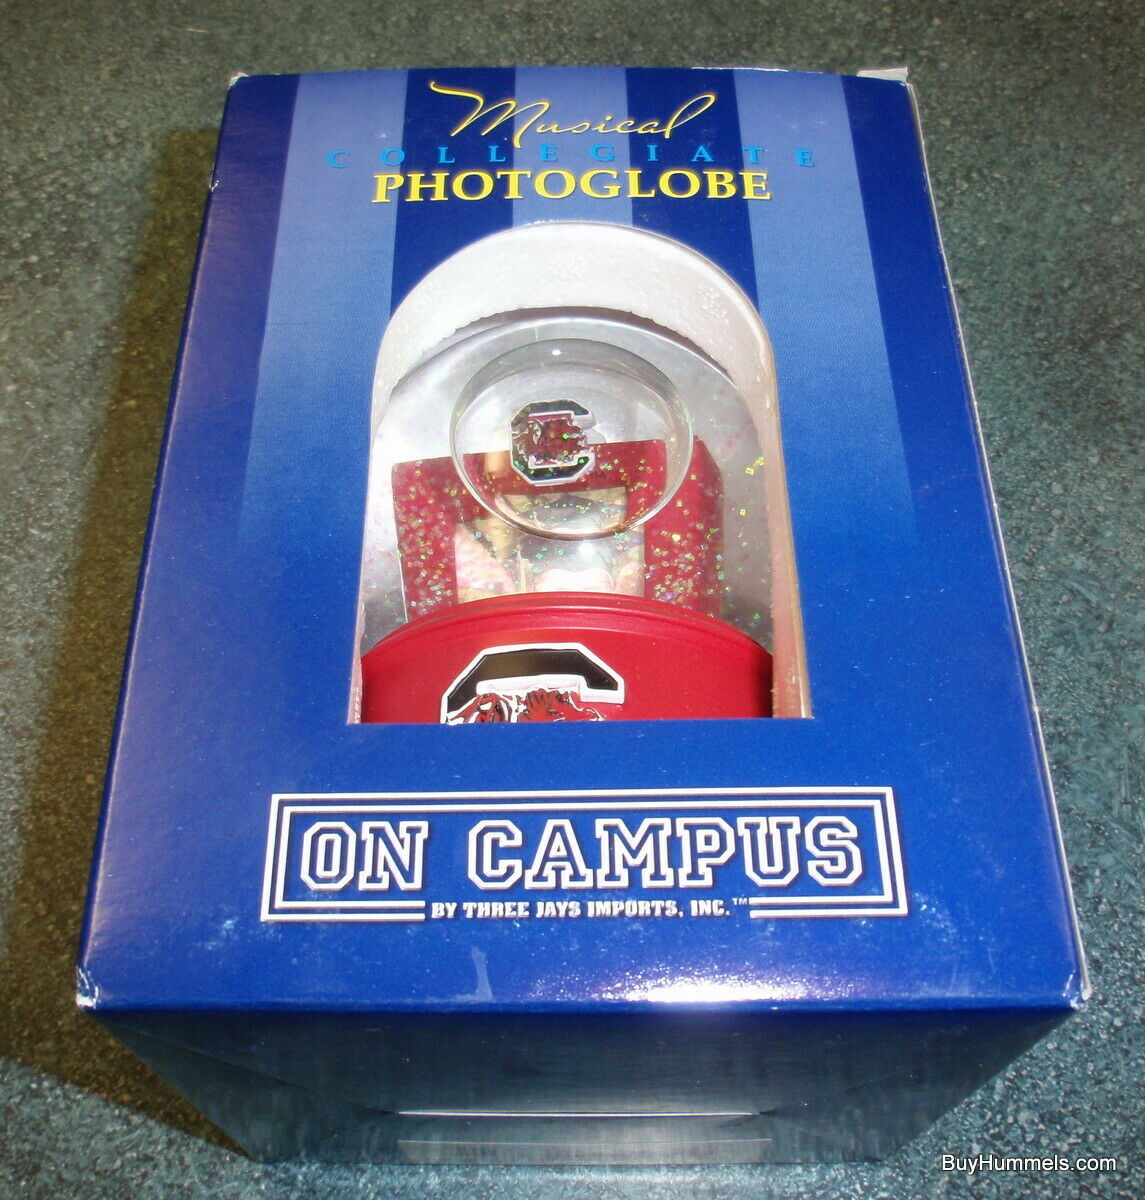 Musical
COLLEGIATE
PHOTOGLOBE
C
C
ON CAMPUS
BY THREE JAYS IMPORTS, INC.™
BuyHummels.com